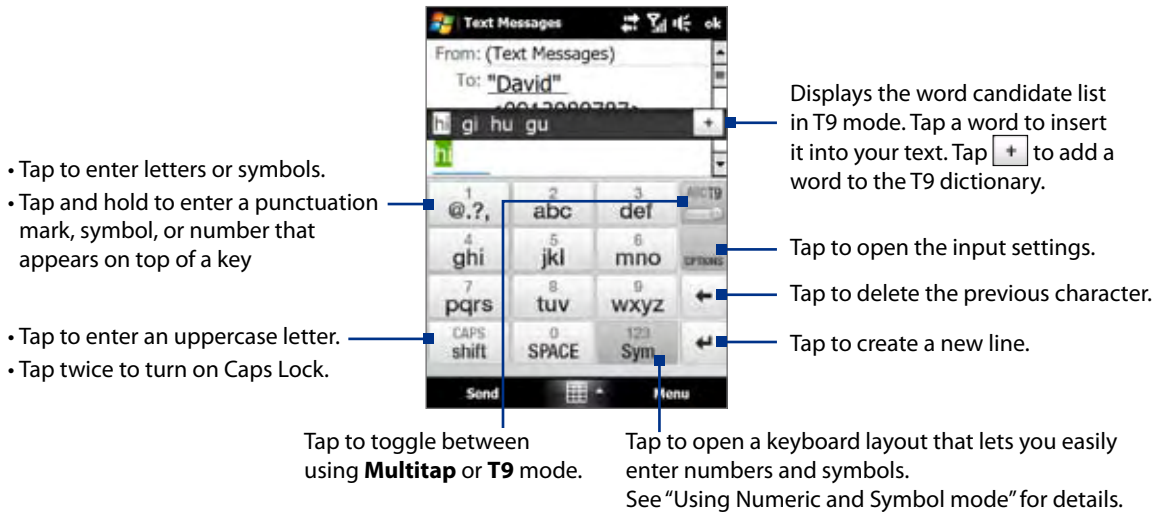 Text Messages ok
From: (Text Messages)
To: "David"
hi gi hu gu +
hi
1 2 3 ABC T9
@.?, abc def
4 5 6
ghi jkl mno OPTIONS
7 8 9
pqrs tuv wxyz
CAPS 0 123
shift SPACE Sym
Send Menu
• Tap to enter letters or symbols.
• Tap and hold to enter a punctuation
mark, symbol, or number that
appears on top of a key
• Tap to enter an uppercase letter.
• Tap twice to turn on Caps Lock.
Displays the word candidate list
in T9 mode. Tap a word to insert
it into your text. Tap + to add a
word to the T9 dictionary.
Tap to open the input settings.
Tap to delete the previous character.
Tap to create a new line.
Tap to toggle between
using Multitap or T9 mode.
Tap to open a keyboard layout that lets you easily
enter numbers and symbols.
See “Using Numeric and Symbol mode” for details.